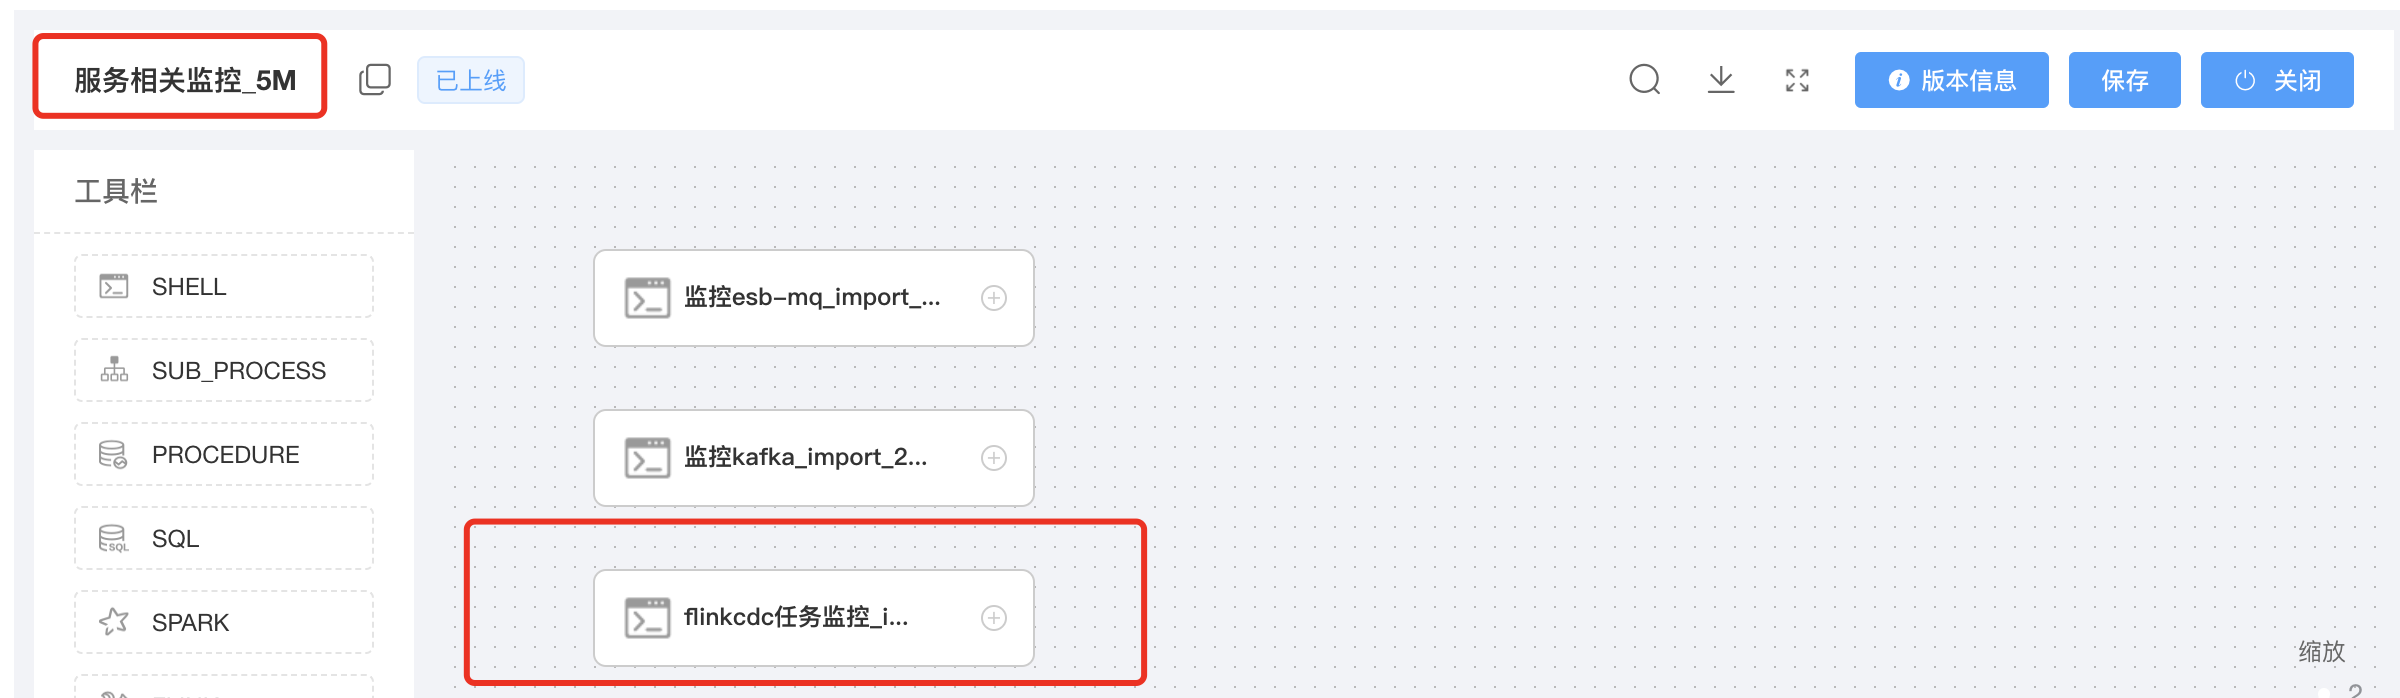 服务相关监控_5M
已上线
版本信息
保存
关闭
工具栏
SHELL
SUB_PROCESS
PROCEDURE
SQL
SPARK
监控esb-mq_import_...
监控kafka_import_2...
flinkcdc任务监控_i...
缩放